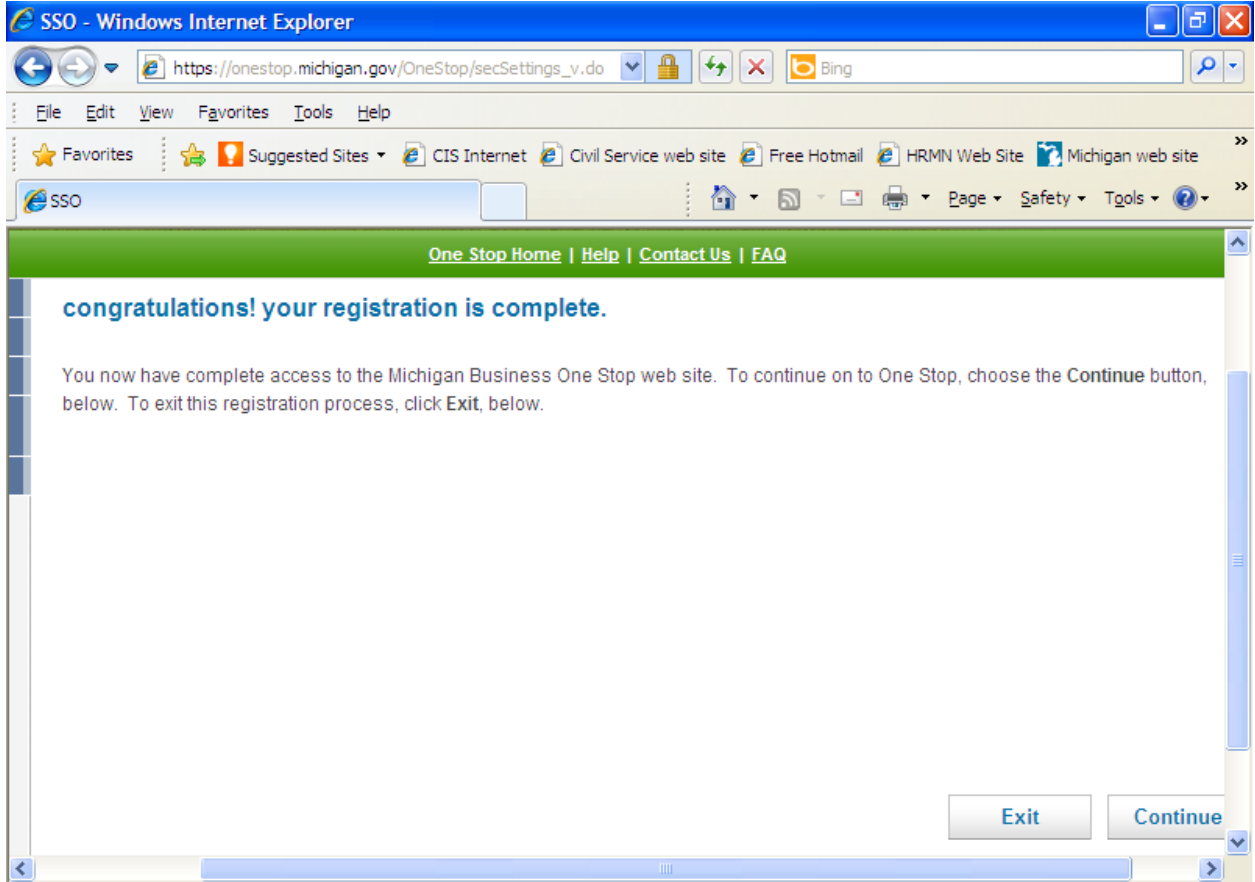 SSO - Windows Internet Explorer
https://onestop.michigan.gov/OneStop/secSettings_v.do
Bing
File Edit View Favorites Tools Help
Favorites Suggested Sites CIS Internet Civil Service web site Free Hotmail HRMN Web Site Michigan web site »
SSO Page Safety Tools »
One Stop Home | Help | Contact Us | FAQ
congratulations! your registration is complete.
You now have complete access to the Michigan Business One Stop web site. To continue on to One Stop, choose the Continue button,
below. To exit this registration process, click Exit, below.
Exit Continue